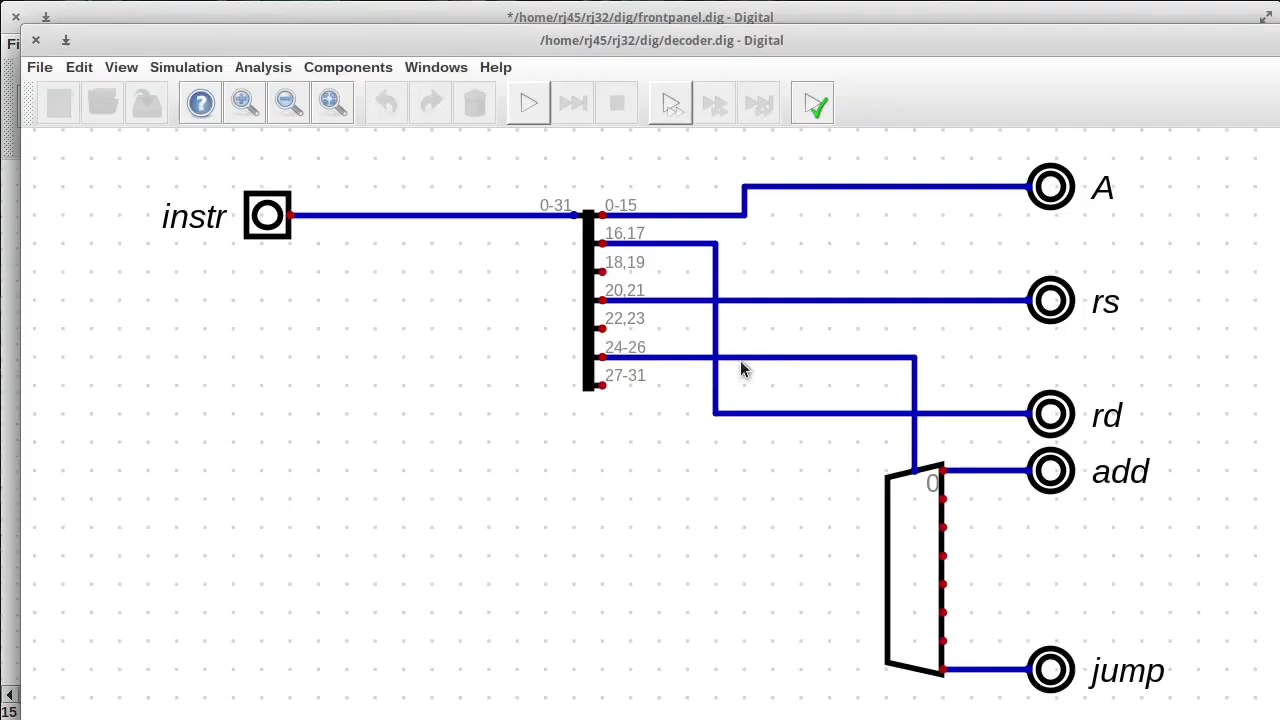 */home/rj45/rj32/dig/frontpanel.dig - Digital
Fi
/home/rj45/rj32/dig/decoder.dig - Digital
File Edit View Simulation Analysis Components Windows Help
?
A
instr
0-31
0-15
16,17
18,19
20,21
rs
22,23
24-26
27-31
rd
add
0
jump
15